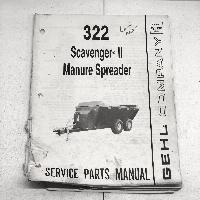 322
Scavenger II
Manure Spreader
GEHL COMPANY
SERVICE PARTS MANUAL